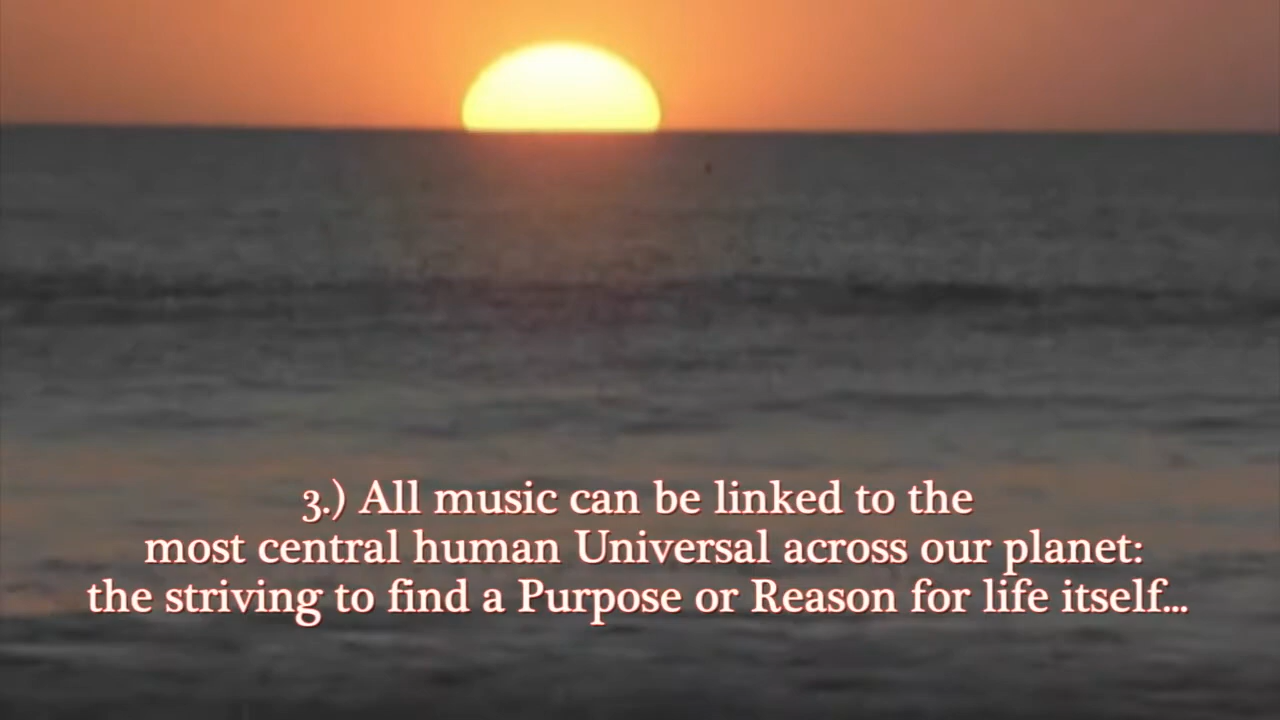 3.) All music can be linked to the
most central human Universal across our planet:
the striving to find a Purpose or Reason for life itself...